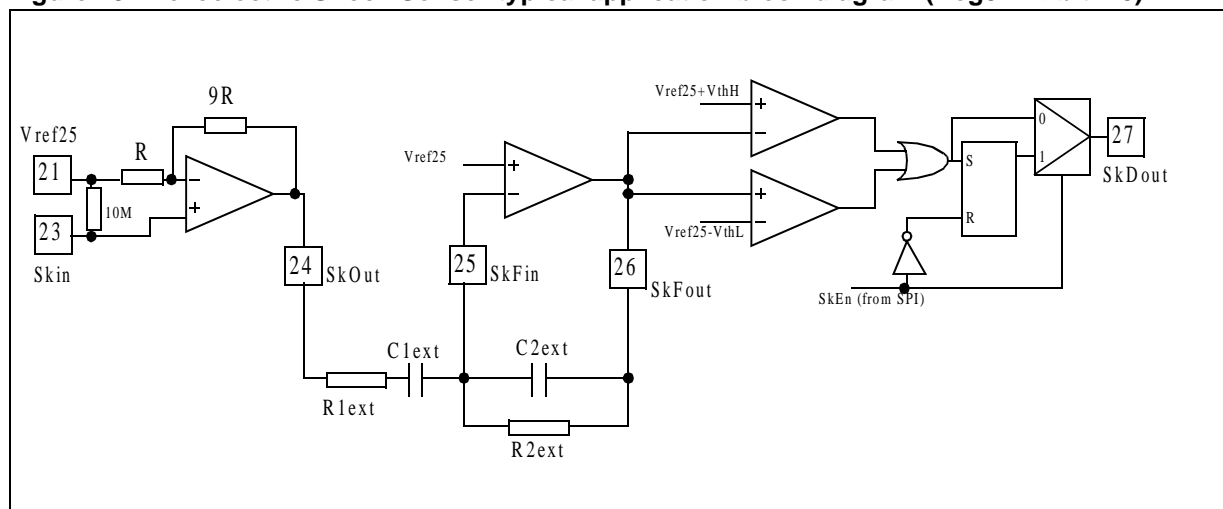 9R
Vref25
21
R
10M
23
Skin
24
SkOut
Vref25
25
SkFin
26
SkFout
Vref25+VthH
Vref25-VthL
S
R
0
1
27
SkDout
SkEn (from SPI)
C1ext
R1ext
C2ext
R2ext